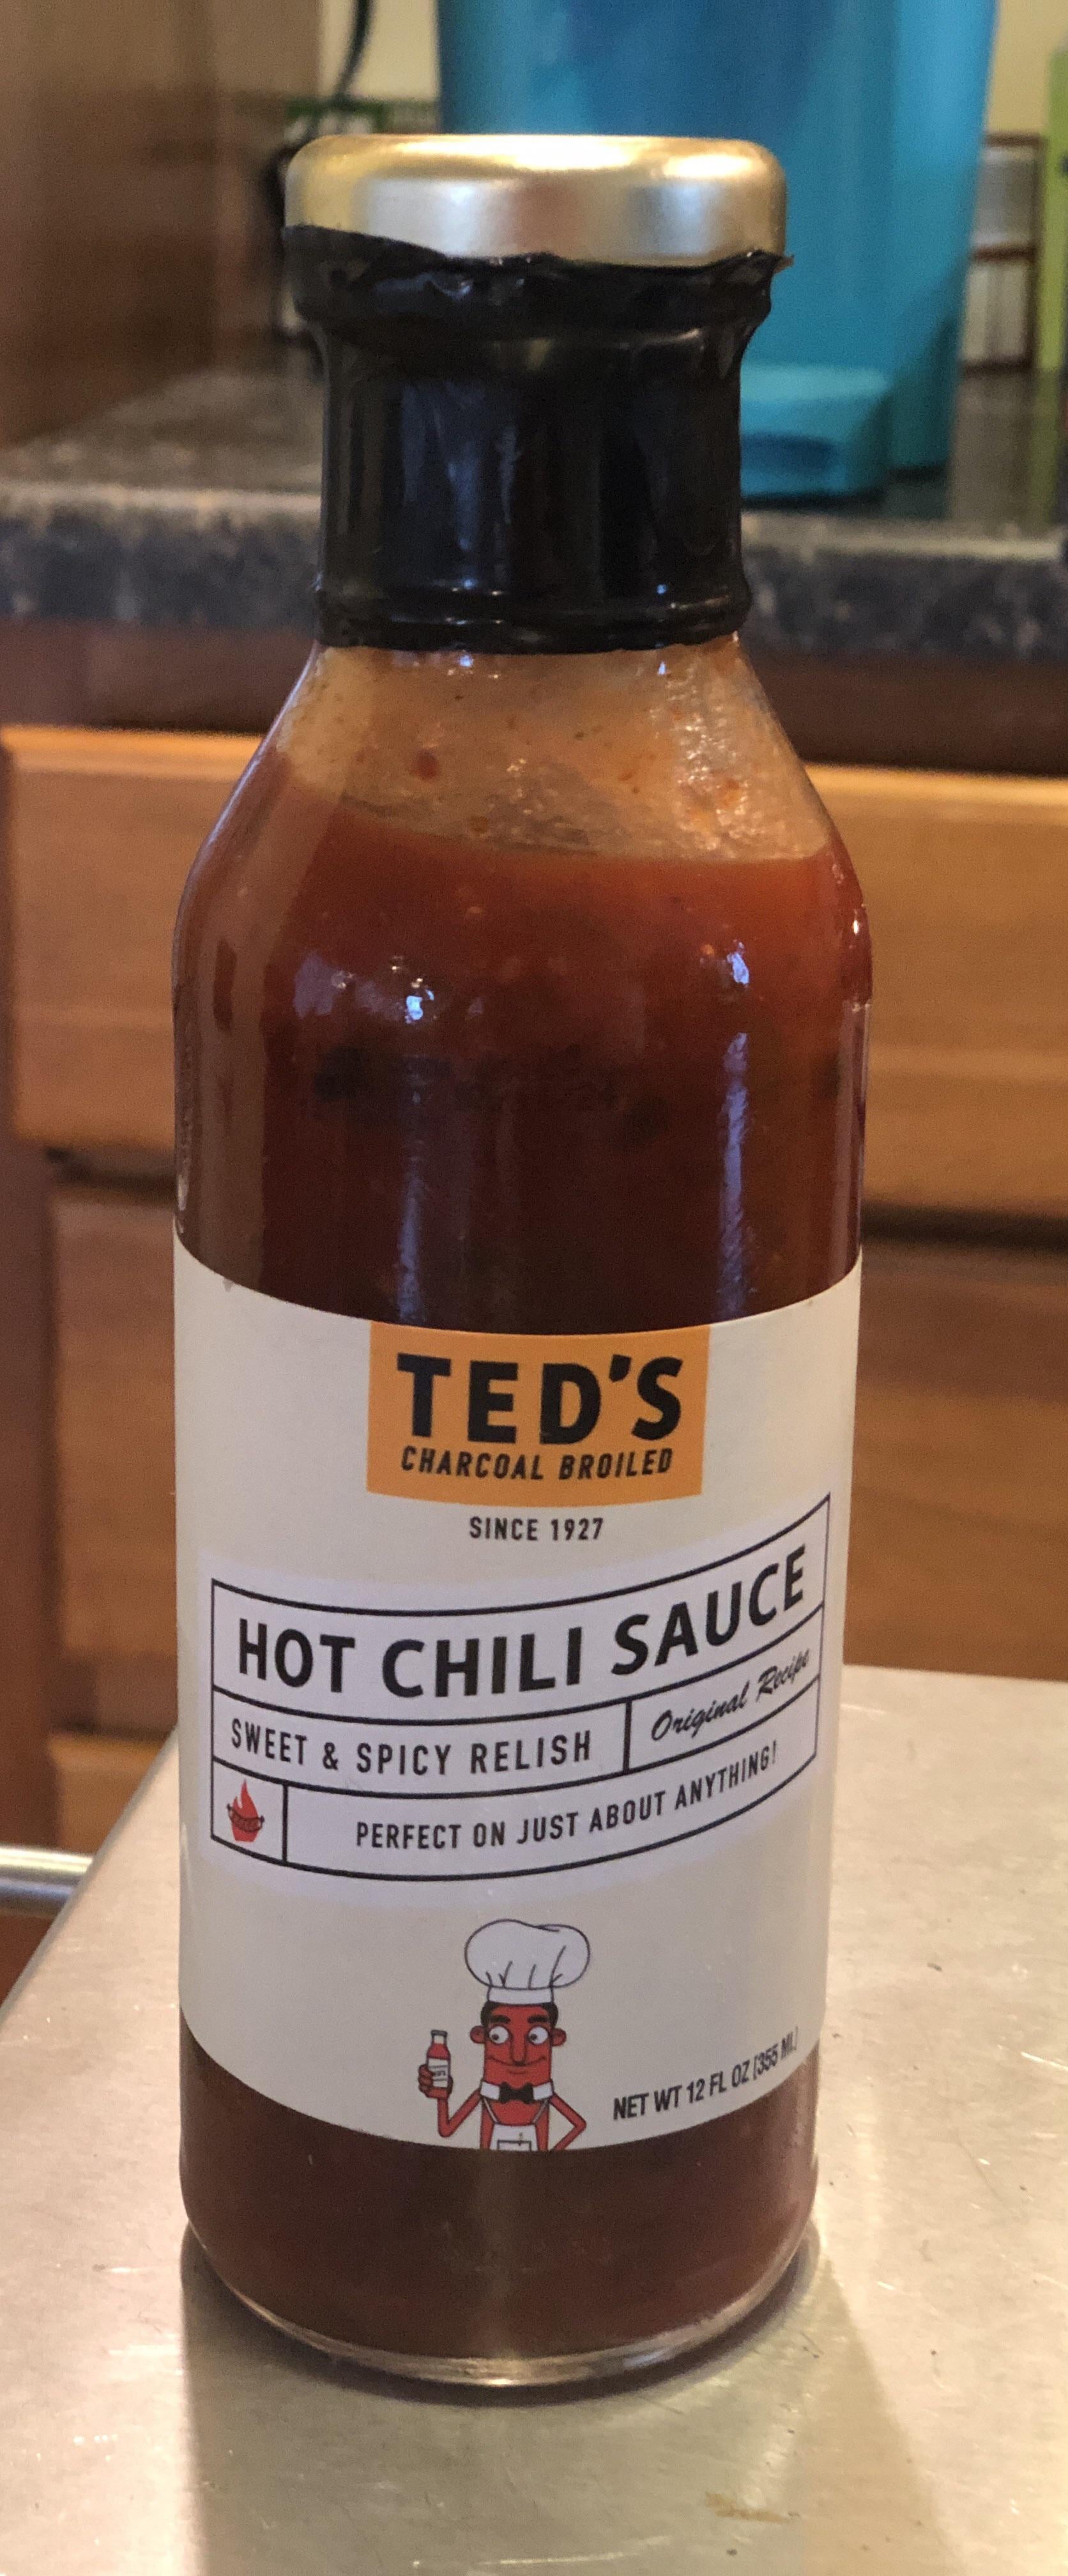 TED'S
CHARCOAL BROILED
SINCE 1927
HOT CHILI SAUCE
SWEET & SPICY RELISH
Original Recipe
PERFECT ON JUST ABOUT ANYTHING!
NET WT 12 FL OZ (355 ML)